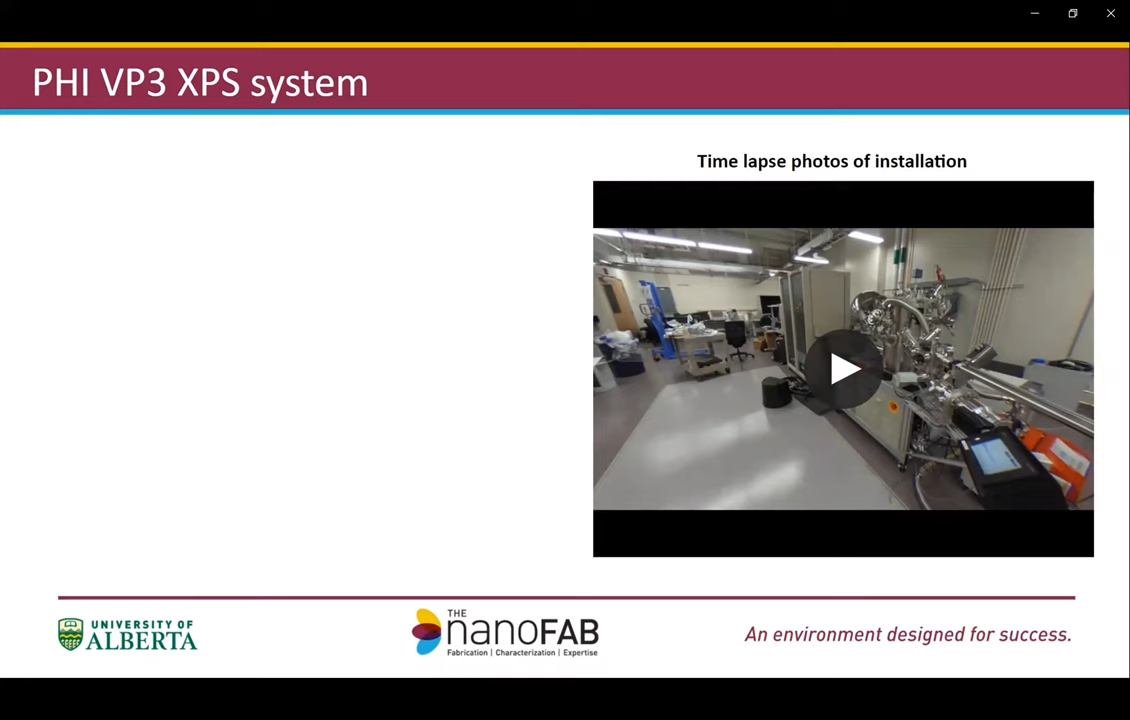 PHI VP3 XPS system
Time lapse photos of installation
UNIVERSITY OF
ALBERTA
THE
nanoFAB
Fabrication | Characterization | Expertise
An environment designed for success.